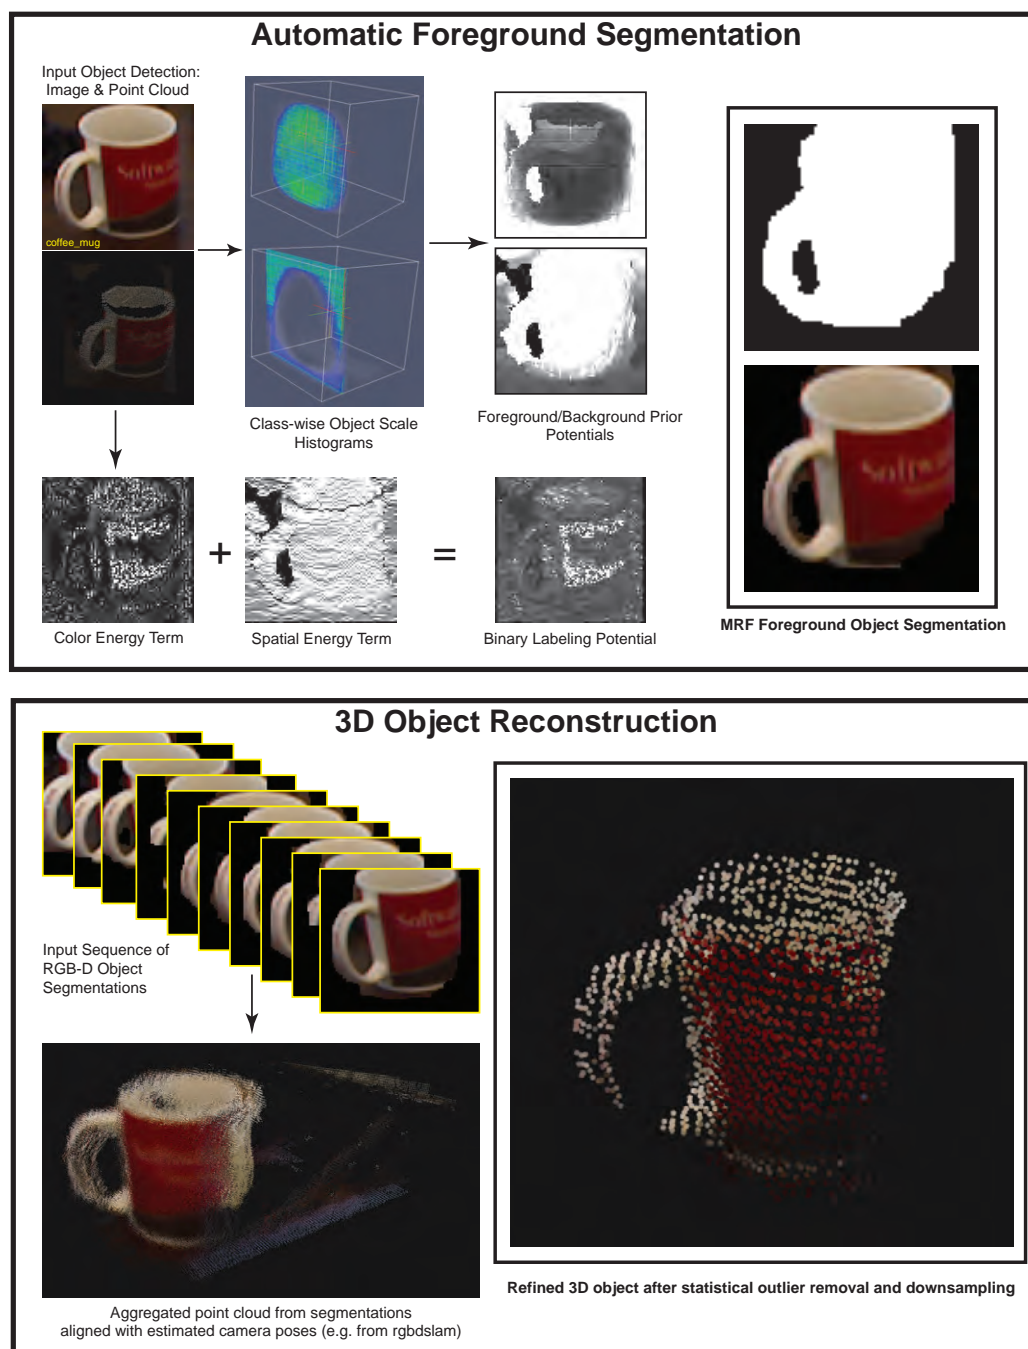 Automatic Foreground Segmentation
Input Object Detection:
Image & Point Cloud
Softwa
coffee_mug
Class-wise Object Scale
Histograms
Foreground/Background Prior
Potentials
Softwa
+
=
Color Energy Term
Spatial Energy Term
Binary Labeling Potential
MRF Foreground Object Segmentation
3D Object Reconstruction
Softwa
Input Sequence of
RGB-D Object
Segmentations
Aggregated point cloud from segmentations
aligned with estimated camera poses (e.g. from rgbdslam)
Refined 3D object after statistical outlier removal and downsampling